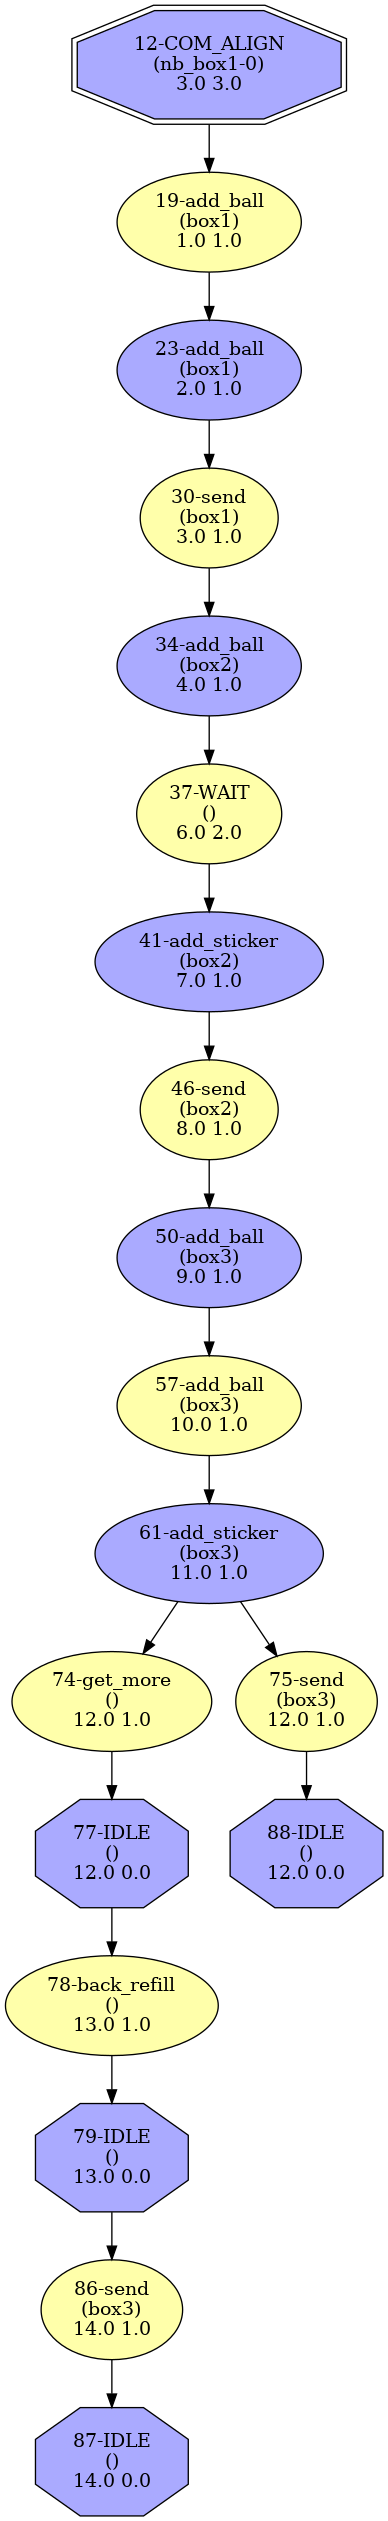 12-COM_ALIGN
(nb_box1-0)
3.0 3.0
19-add_ball
(box1)
1.0 1.0
23-add_ball
(box1)
2.0 1.0
30-send
(box1)
3.0 1.0
34-add_ball
(box2)
4.0 1.0
37-WAIT
()
6.0 2.0
41-add_sticker
(box2)
7.0 1.0
46-send
(box2)
8.0 1.0
50-add_ball
(box3)
9.0 1.0
57-add_ball
(box3)
10.0 1.0
61-add_sticker
(box3)
11.0 1.0
74-get_more
()
12.0 1.0
75-send
(box3)
12.0 1.0
77-IDLE
()
12.0 0.0
88-IDLE
()
12.0 0.0
78-back_refill
()
13.0 1.0
79-IDLE
()
13.0 0.0
86-send
(box3)
14.0 1.0
87-IDLE
()
14.0 0.0